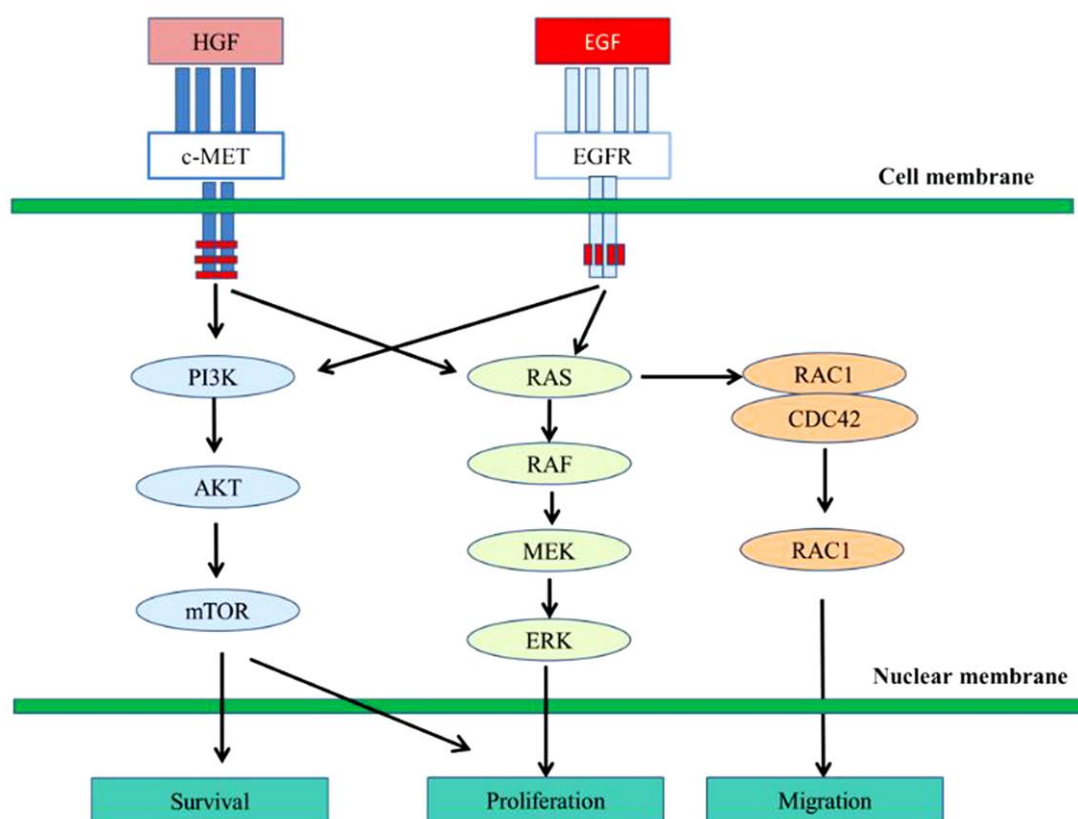 HGF
EGF
c-MET
EGFR
Cell membrane
PI3K
RAS
RAC1
CDC42
RAF
AKT
MEK
RAC1
mTOR
ERK
Nuclear membrane
Survival
Proliferation
Migration